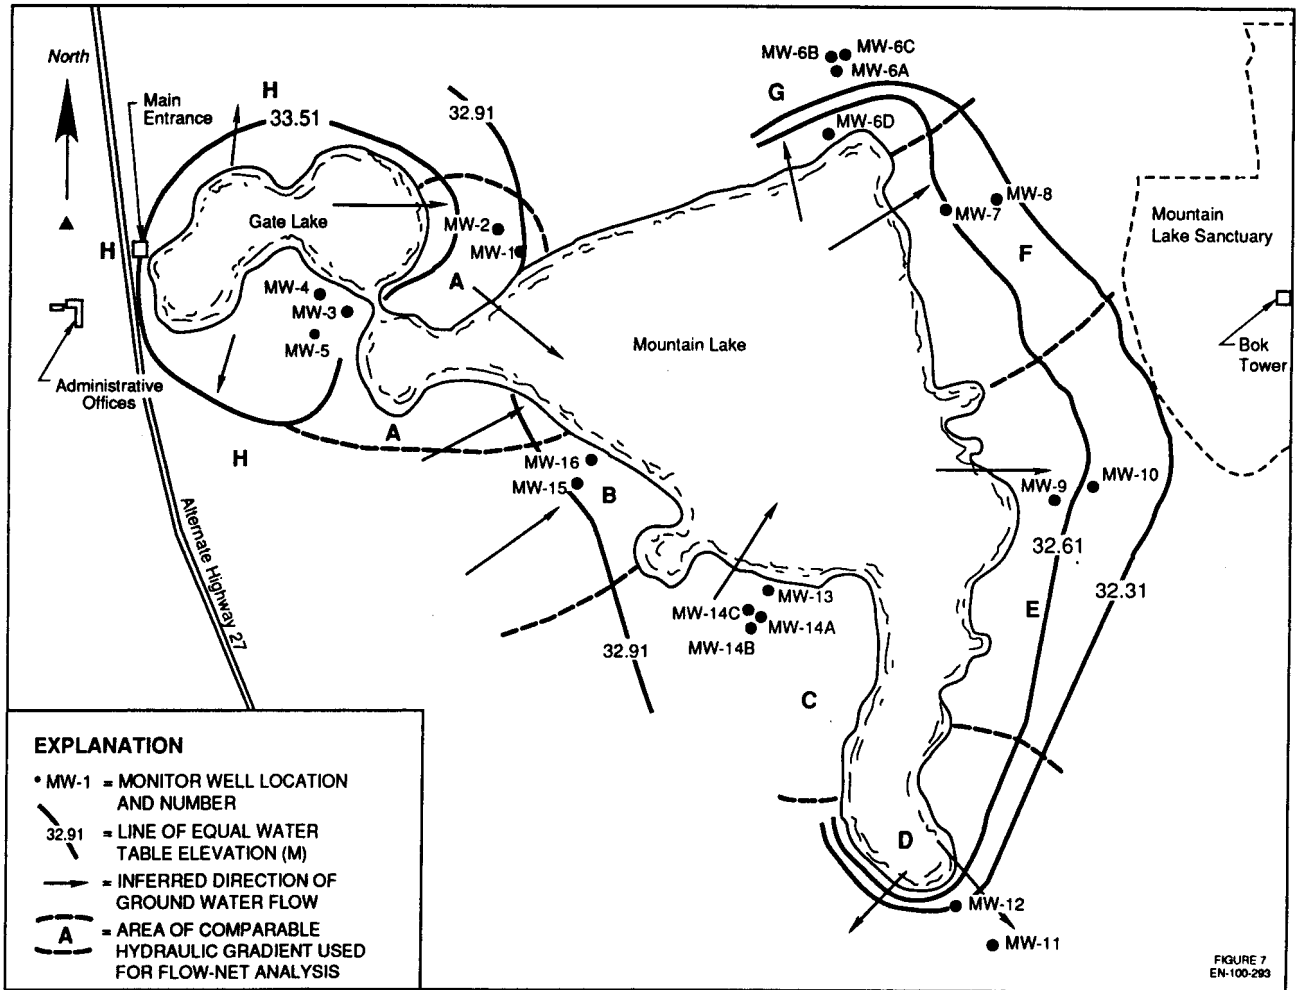 North
Main
Entrance
H
33.51
32.91
MW-6B
MW-6C
MW-6A
G
MW-6D
Gate Lake
MW-2
MW-1
H
A
MW-4
MW-3
MW-5
Administrative
Offices
A
H
Mountain Lake
MW-8
MW-7
F
Mountain
Lake Sanctuary
Bok
Tower
MW-16
MW-15
B
MW-9
MW-10
32.61
32.31
E
Alternate Highway 27
MW-13
MW-14C
MW-14A
MW-14B
32.91
C
D
MW-12
MW-11
EXPLANATION
MW-1 = MONITOR WELL LOCATION
AND NUMBER
32.91 = LINE OF EQUAL WATER
TABLE ELEVATION (M)
= INFERRED DIRECTION OF
GROUND WATER FLOW
A = AREA OF COMPARABLE
HYDRAULIC GRADIENT USED
FOR FLOW-NET ANALYSIS
FIGURE 7
EN-100-293